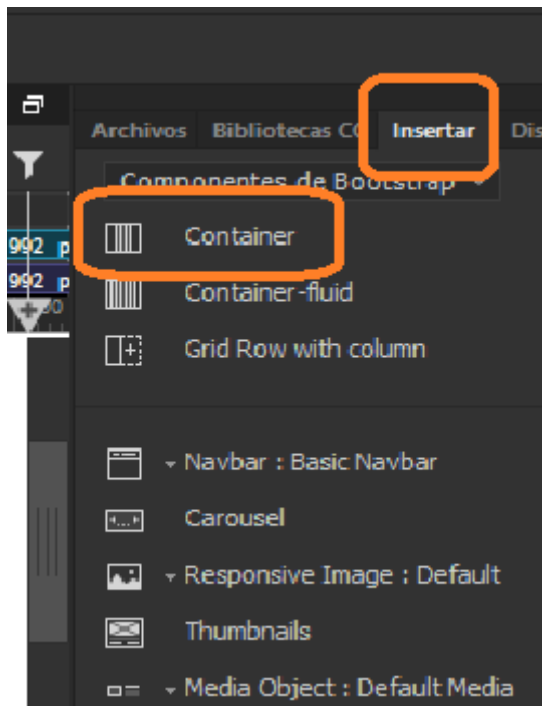 Archivos Bibliotecas CC Insertar Dis
Componentes de Bootstrap
992 p
Container
992 p
Container-fluid
Grid Row with column
Navbar : Basic Navbar
Carousel
Responsive Image : Default
Thumbnails
Media Object : Default Media